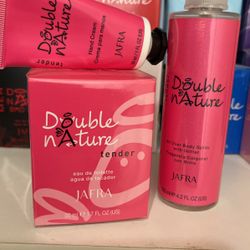 Double
nature
tender
Hand Cream
Crema para manos
JAFRA
Double
nature
tender
eau de toilette
agua de tocador
JAFRA
Double
nature
JAFRA